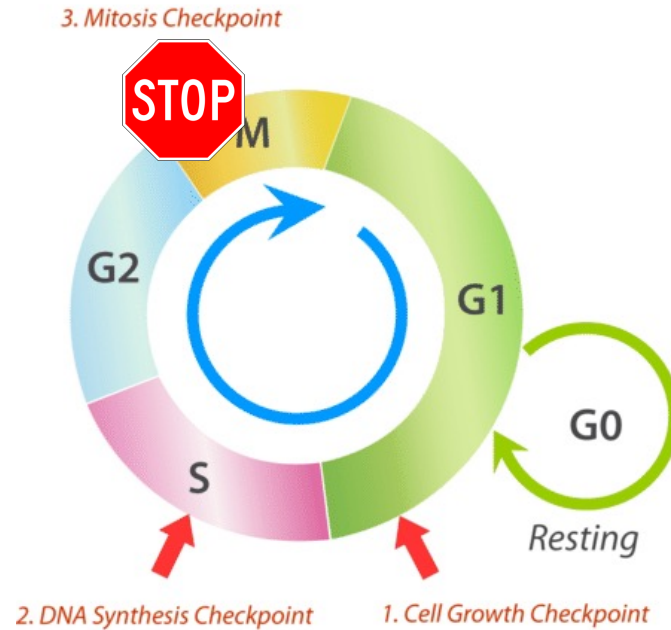 3. Mitosis Checkpoint
STOP
M
G2
G1
G0
S
Resting
2. DNA Synthesis Checkpoint
1. Cell Growth Checkpoint